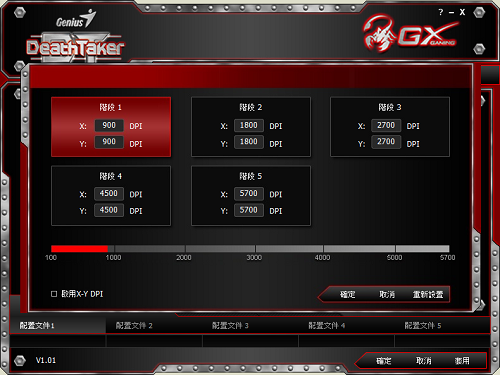 Genius
? – X
DeathTaker
DT
GX
GAMING
階段 1
X: 900 DPI
Y: 900 DPI
階段 2
X: 1800 DPI
Y: 1800 DPI
階段 3
X: 2700 DPI
Y: 2700 DPI
階段 4
X: 4500 DPI
Y: 4500 DPI
階段 5
X: 5700 DPI
Y: 5700 DPI
100 1000 2000 3000 4000 5000 5700
啟用X-Y DPI
確定 取消 重新設置
配置文件1 配置文件 2 配置文件 3 配置文件 4 配置文件 5
V1.01
確定 取消 套用